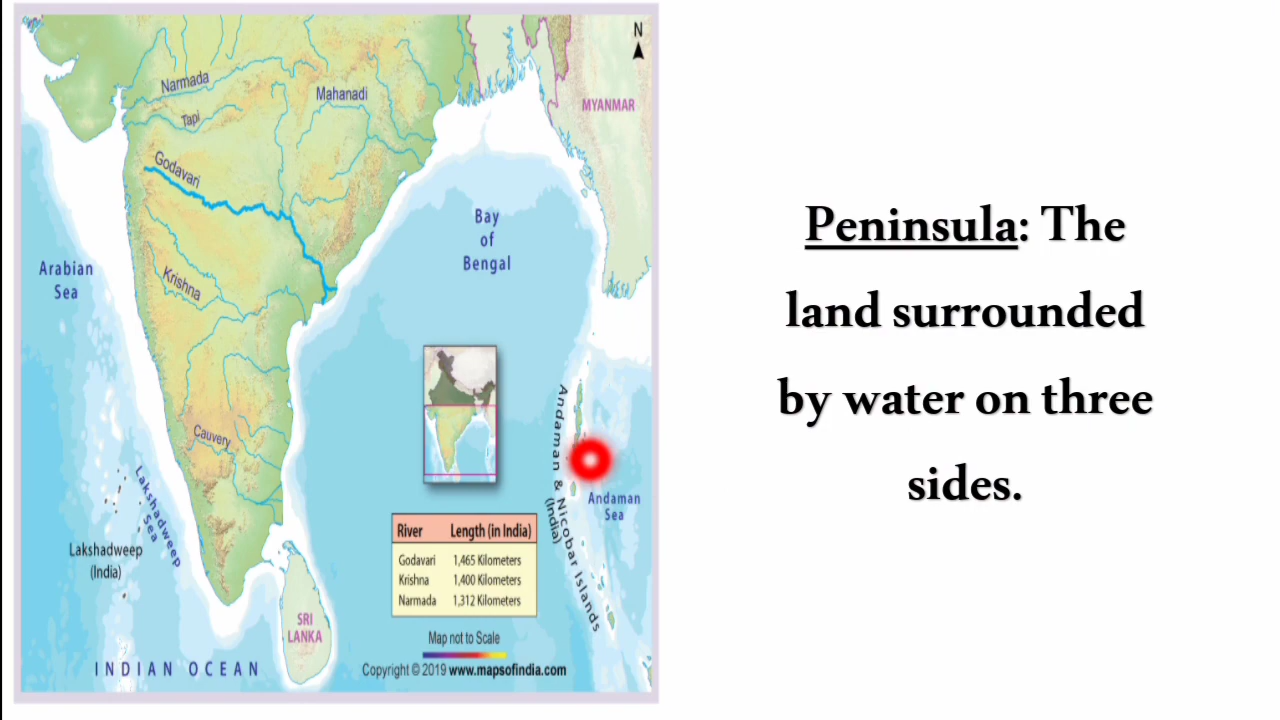 N
Narmada
Mahanadi
MYANMAR
Tapi
Godavari
Bay
of
Bengal
Arabian
Sea
Krishna
Cauvery
Andaman & Nicobar Islands
(India)
Andaman
Sea
Lakshadweep
Sea
Lakshadweep
(India)
SRI
LANKA
INDIAN OCEAN
River Length (in India)
Godavari 1,465 Kilometers
Krishna 1,400 Kilometers
Narmada 1,312 Kilometers
Map not to Scale
Copyright © 2019 www.mapsofindia.com
Peninsula: The
land surrounded
by water on three
sides.